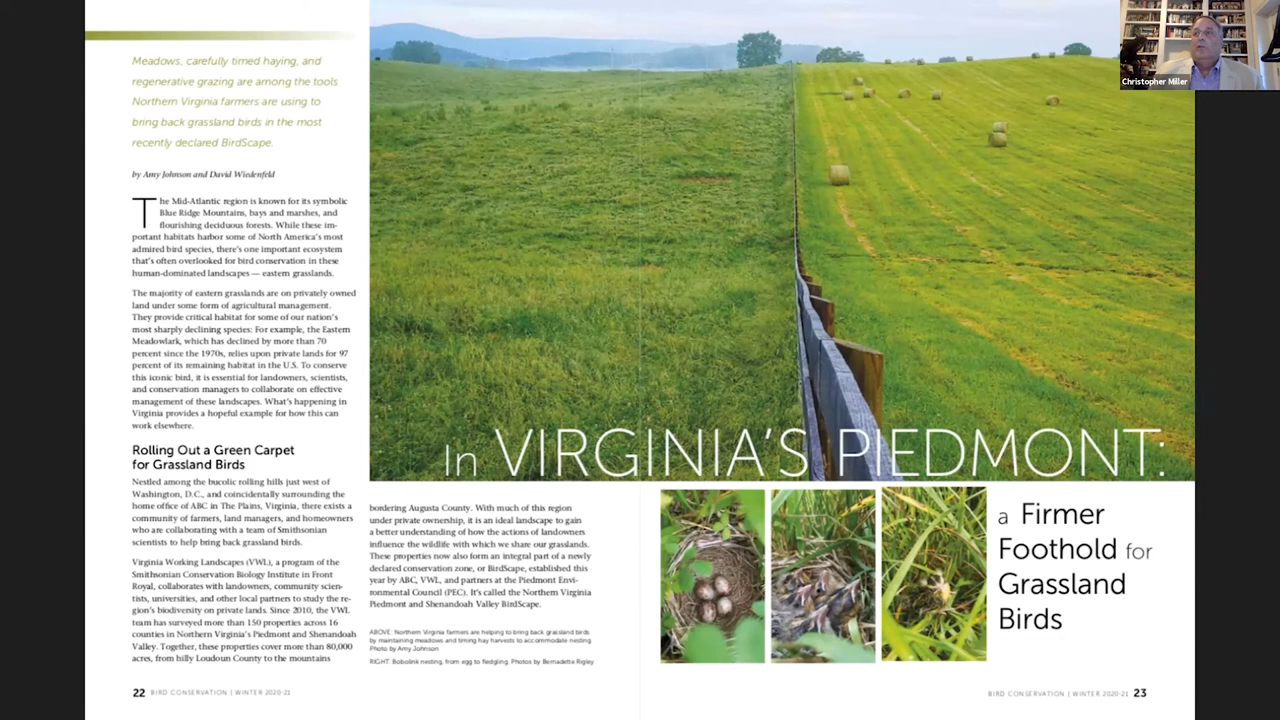 Christopher Miller
Meadows, carefully timed haying, and
regenerative grazing are among the tools
Northern Virginia farmers are using to
bring back grassland birds in the most
recently declared BirdScape.
by Amy Johnson and David Wiedenfeld
The Mid-Atlantic region is known for its symbolic
Blue Ridge Mountains, bays and marshes, and
flourishing deciduous forests. While these im-
portant habitats harbor some of North America's most
admired bird species, there's one important ecosystem
that's often overlooked for bird conservation in these
human-dominated landscapes — eastern grasslands.
The majority of eastern grasslands are on privately owned
land under some form of agricultural management.
They provide critical habitat for some of our nation's
most sharply declining species: For example, the Eastern
Meadowlark, which has declined by more than 70
percent since the 1970s, relies upon private lands for 97
percent of its remaining habitat in the U.S. To conserve
this iconic bird, it is essential for landowners, scientists,
and conservation managers to collaborate on effective
management of these landscapes. What's happening in
Virginia provides a hopeful example for how this can
work elsewhere.
Rolling Out a Green Carpet
for Grassland Birds
Nestled among the bucolic rolling hills just west of
Washington, D.C., and coincidentally surrounding the
home office of ABC in The Plains, Virginia, there exists a
community of farmers, land managers, and homeowners
who are collaborating with a team of Smithsonian
scientists to help bring back grassland birds.
Virginia Working Landscapes (VWL), a program of the
Smithsonian Conservation Biology Institute in Front
Royal, collaborates with landowners, community scien-
tists, universities, and other local partners to study the re-
gion's biodiversity on private lands. Since 2010, the VWL
team has surveyed more than 150 properties across 16
counties in Northern Virginia's Piedmont and Shenandoah
Valley. Together, these properties cover more than 80,000
acres, from hilly Loudoun County to the mountains
bordering Augusta County. With much of this region
under private ownership, it is an ideal landscape to gain
a better understanding of how the actions of landowners
influence the wildlife with which we share our grasslands.
These properties now also form an integral part of a newly
declared conservation zone, or BirdScape, established this
year by ABC, VWL, and partners at the Piedmont Envi-
ronmental Council (PEC). It's called the Northern Virginia
Piedmont and Shenandoah Valley BirdScape.
ABOVE: Northern Virginia farmers are helping to bring back grassland birds
by maintaining meadows and timing hay harvests to accommodate nesting.
Photo by Amy Johnson
RIGHT: Bobolink nesting, from egg to fledgling. Photos by Bernadette Rigley
In VIRGINIA'S PIEDMONT:
a Firmer
Foothold for
Grassland
Birds
22 BIRD CONSERVATION | WINTER 2020-21
BIRD CONSERVATION | WINTER 2020-21 23